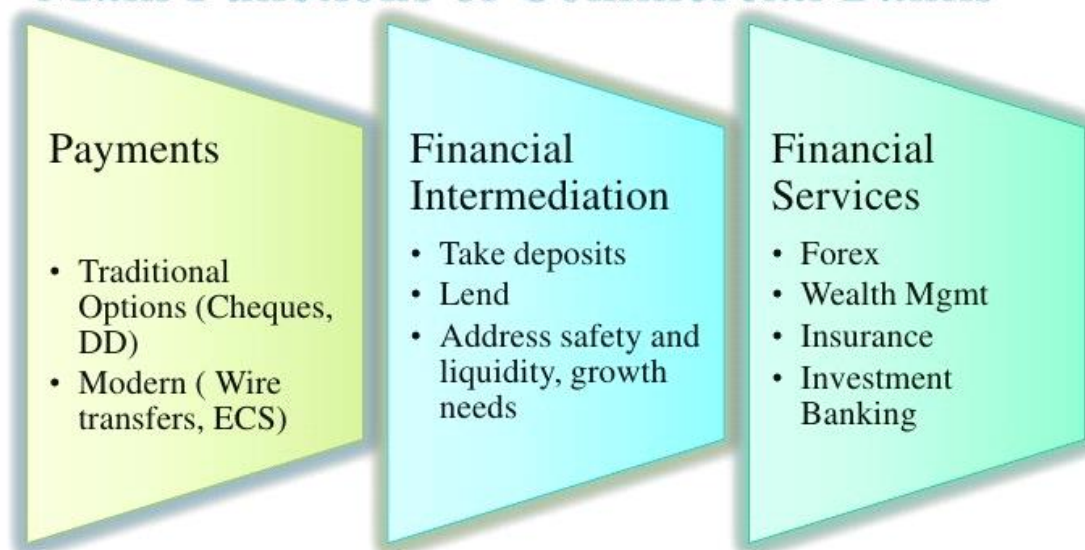 Payments
• Traditional
Options (Cheques,
DD)
• Modern ( Wire
transfers, ECS)
Financial
Intermediation
• Take deposits
• Lend
• Address safety and
liquidity, growth
needs
Financial
Services
• Forex
• Wealth Mgmt
• Insurance
• Investment
Banking